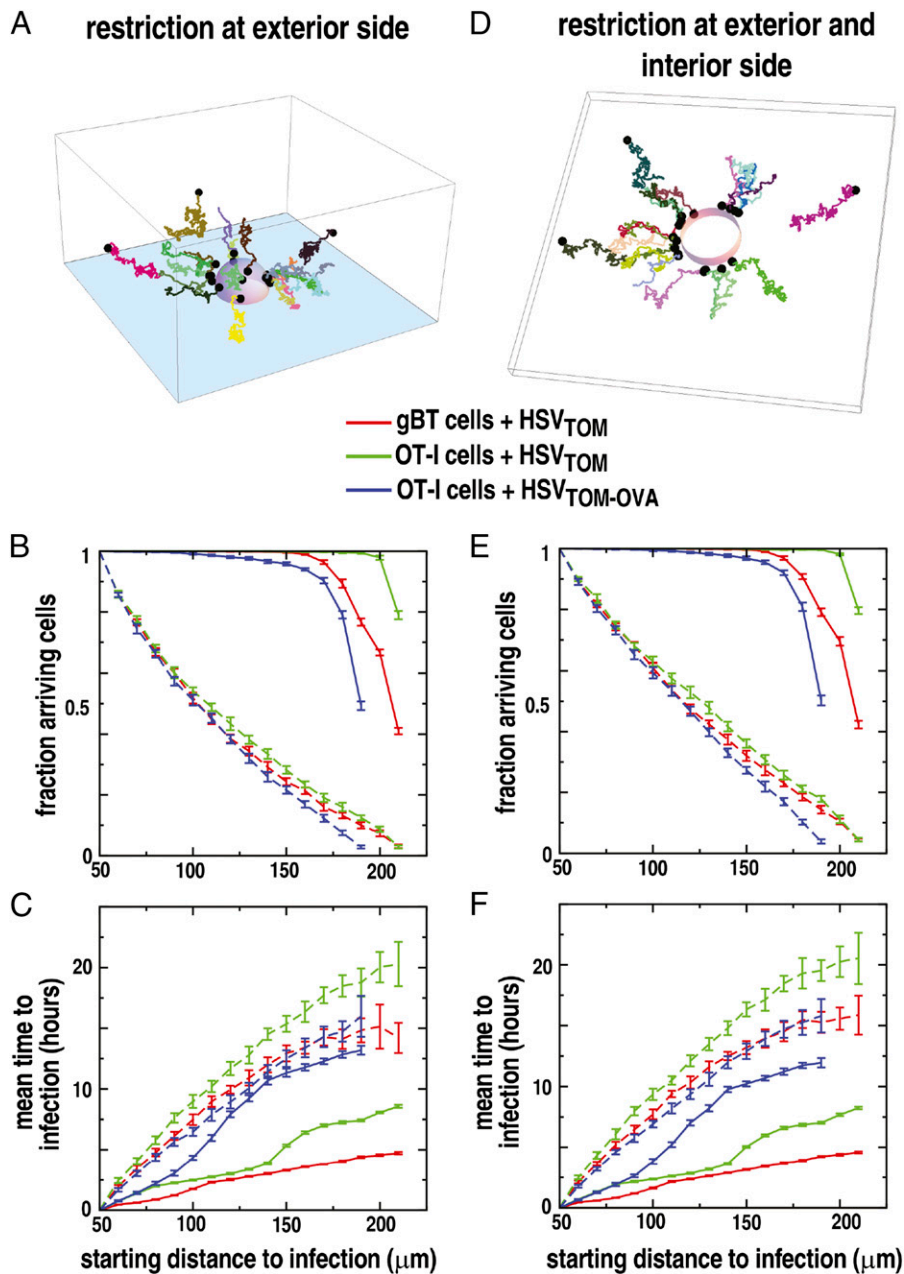 A
restriction at exterior side
D
restriction at exterior and
interior side
gBT cells + HSVTOM
OT-I cells + HSVTOM
OT-I cells + HSVTOM-OVA
B
1
0.5
0
fraction arriving cells
50
100
150
200
E
1
0.5
0
fraction arriving cells
50
100
150
200
C
20
10
0
mean time to
infection (hours)
50
100
150
200
starting distance to infection (μm)
F
20
10
0
mean time to
infection (hours)
50
100
150
200
starting distance to infection (μm)